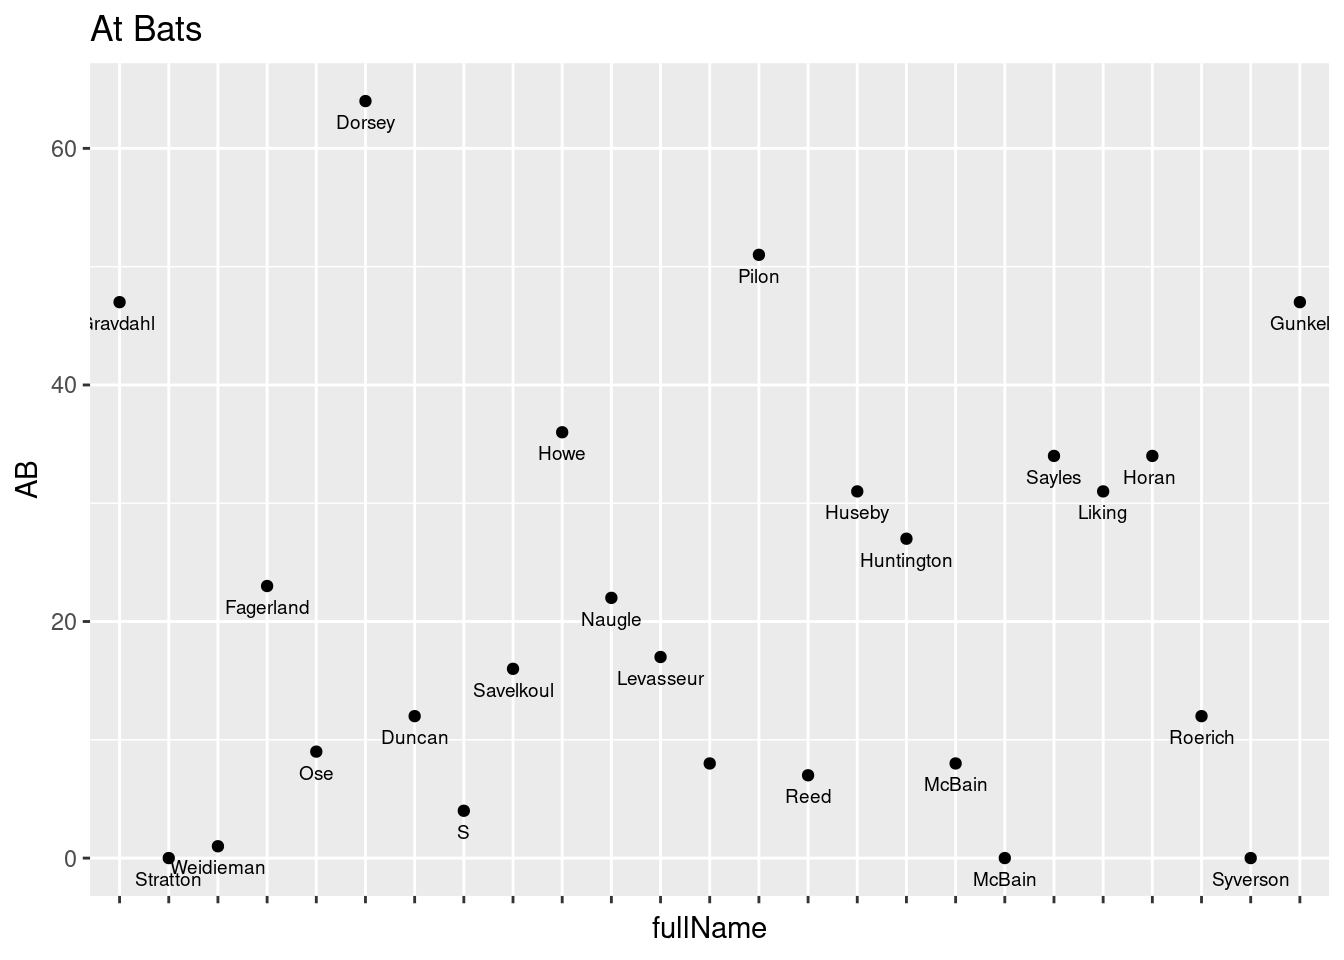 At Bats
60
40
20
0
AB
Dorsey
Pilon
Gravdahl
Gunkel
Howe
Sayles
Horan
Huseby
Liking
Huntington
Fagerland
Naugle
Levasseur
Savelkoul
Duncan
Roerich
Ose
McBain
Reed
S
Weidieman
Stratton
McBain
Syverson
fullName